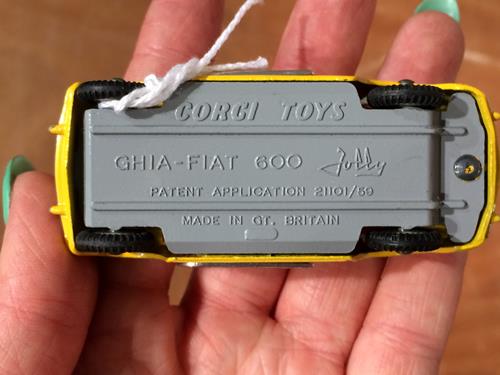 CORGI TOYS
GHIA-FIAT 600 Jolly
PATENT APPLICATION 21101/59
MADE IN GT. BRITAIN